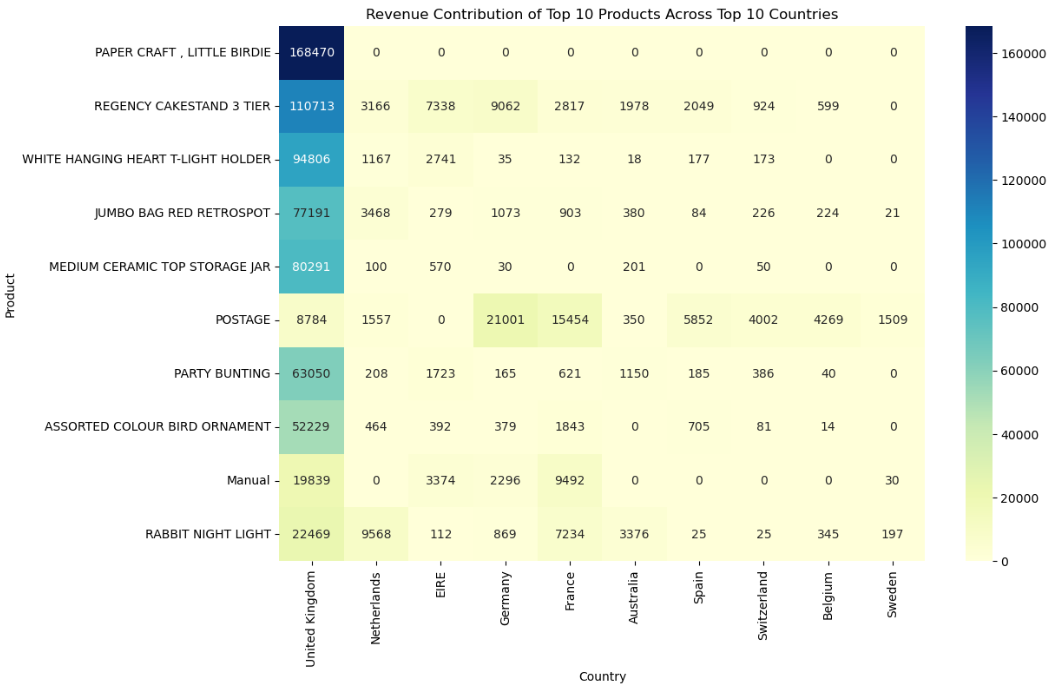 Revenue Contribution of Top 10 Products Across Top 10 Countries
PAPER CRAFT , LITTLE BIRDIE 168470 0 0 0 0 0 0 0 0 0
REGENCY CAKESTAND 3 TIER 110713 3166 7338 9062 2817 1978 2049 924 599 0
WHITE HANGING HEART T-LIGHT HOLDER 94806 1167 2741 35 132 18 177 173 0 0
JUMBO BAG RED RETROSPOT 77191 3468 279 1073 903 380 84 226 224 21
MEDIUM CERAMIC TOP STORAGE JAR 80291 100 570 30 0 201 0 50 0 0
POSTAGE 8784 1557 0 21001 15454 350 5852 4002 4269 1509
PARTY BUNTING 63050 208 1723 165 621 1150 185 386 40 0
ASSORTED COLOUR BIRD ORNAMENT 52229 464 392 379 1843 0 705 81 14 0
Manual 19839 0 3374 2296 9492 0 0 0 0 30
RABBIT NIGHT LIGHT 22469 9568 112 869 7234 3376 25 25 345 197
Product
United Kingdom
Netherlands
EIRE
Germany
France
Australia
Spain
Switzerland
Belgium
Sweden
Country
160000
140000
120000
100000
80000
60000
40000
20000
0